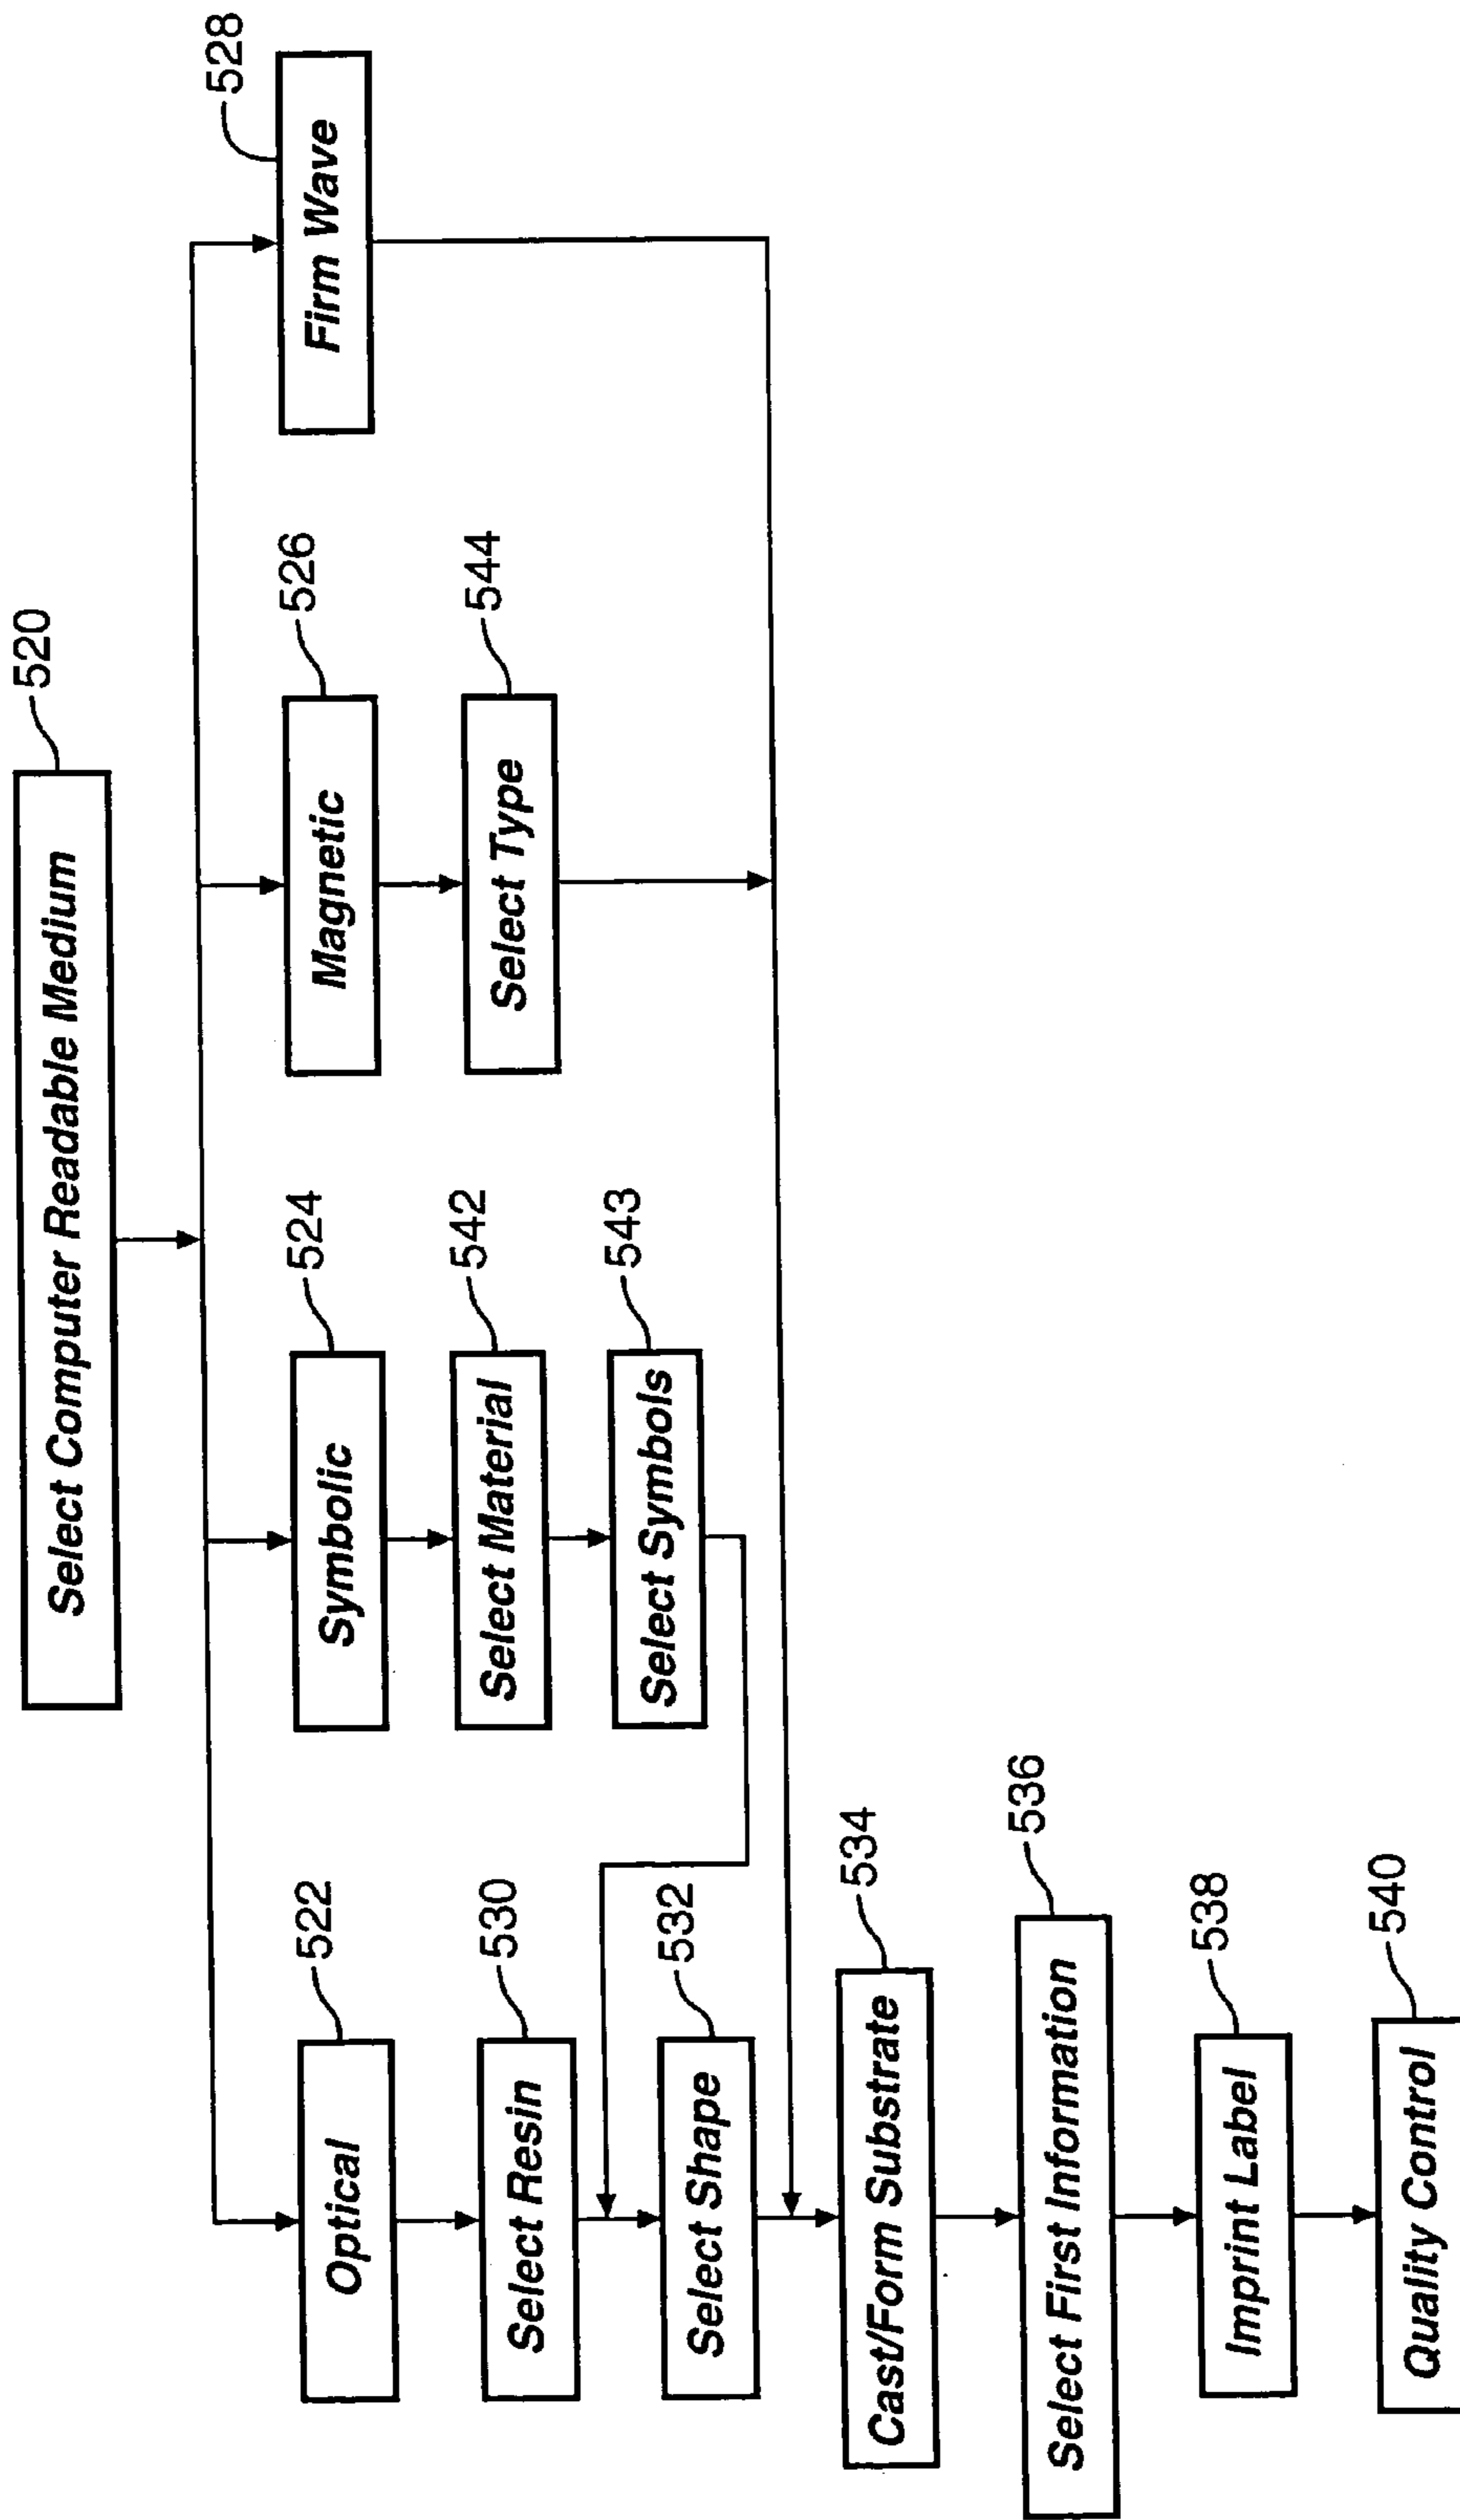 520
Select Computer Readable Medium
522
Optical
524
Symbolic
526
Magnetic
528
Firm Wave
530
Select Resin
542
Select Material
544
Select Type
532
Select Shape
543
Select Symbols
534
Cast/Form Substrate
536
Select First Information
538
Imprint Label
540
Quality Control